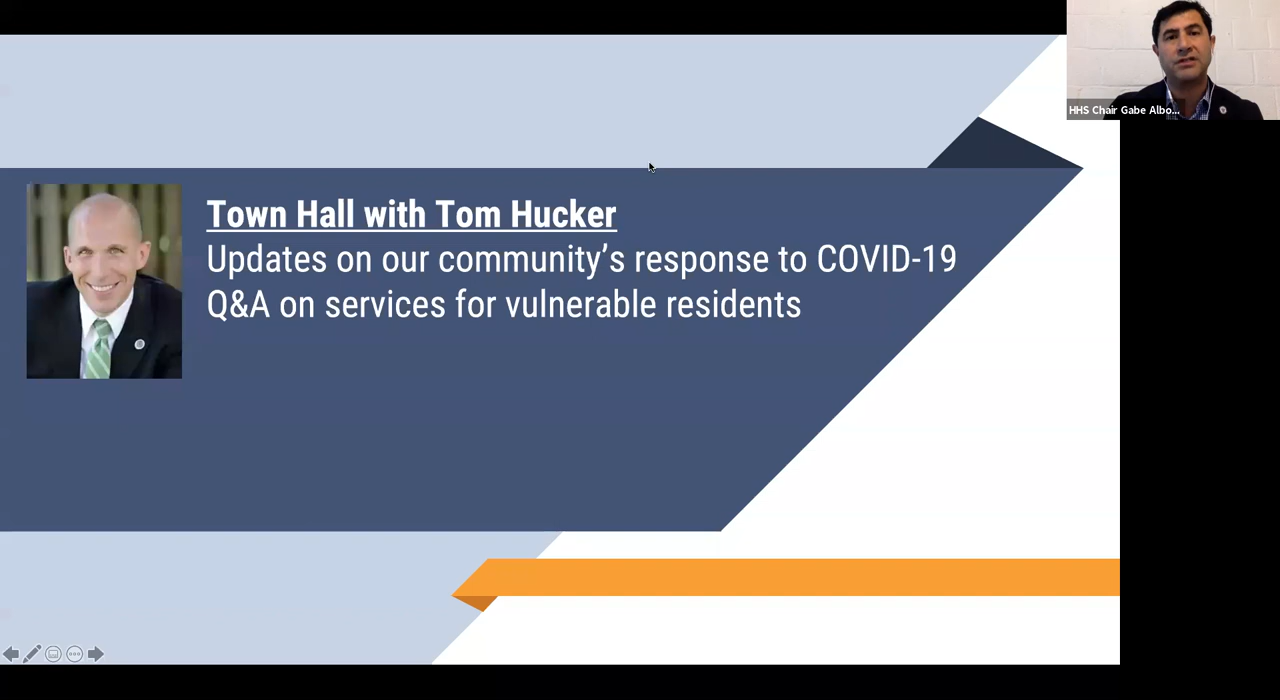 HHS Chair Gabe Albo...
Town Hall with Tom Hucker
Updates on our community’s response to COVID-19
Q&A on services for vulnerable residents